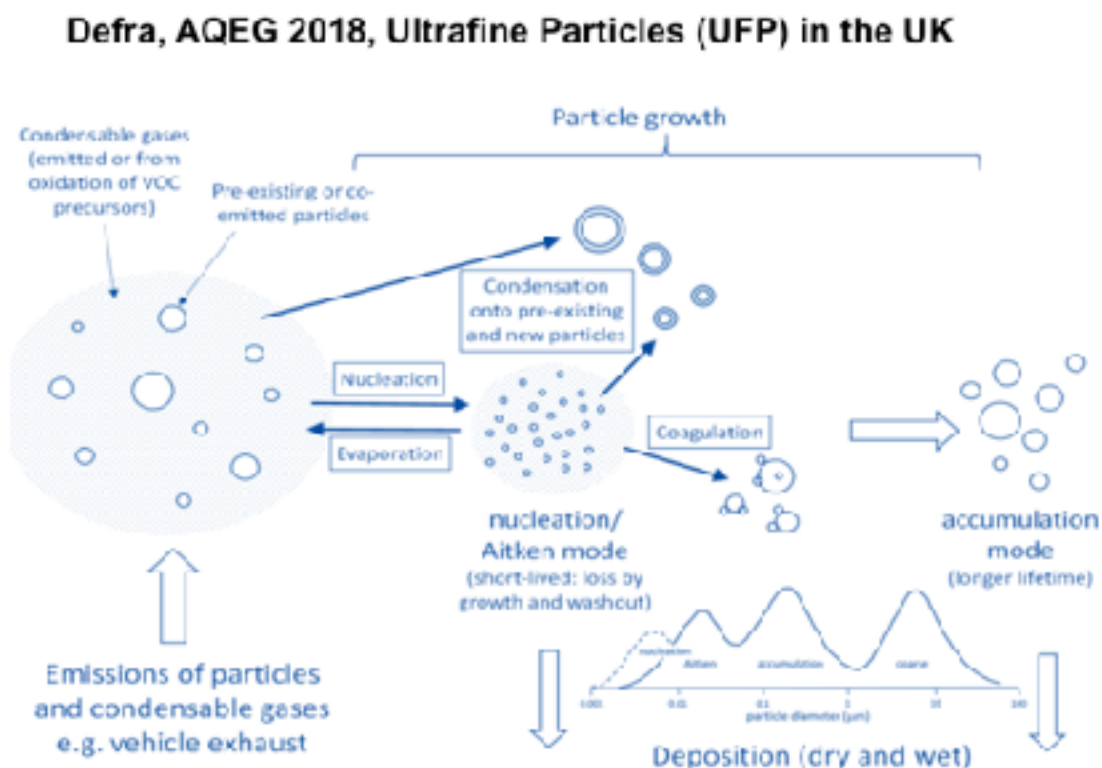 Defra, AQEG 2018, Ultrafine Particles (UFP) in the UK
Particle growth
Condensable gases
(emitted or from
oxidation of VOC
precursors)
Pre-existing or co-
emitted particles
Condensation
onto pre-existing
and new particles
Nucleation
Evaporation
Coagulation
nucleation/
Aitken mode
(short-lived: loss by
growth and washout)
accumulation
mode
(longer lifetime)
Emissions of particles
and condensable gases
e.g. vehicle exhaust
nucleation
Aitken
accumulation
coarse
0.001
0.01
0.1
1
10
100
particle diameter (μm)
Deposition (dry and wet)